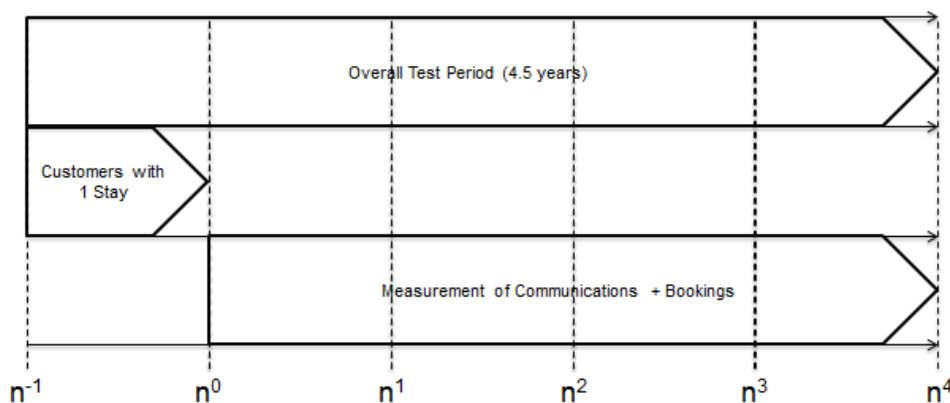 Overall Test Period (4.5 years)
Customers with
1 Stay
Measurement of Communications + Bookings
n⁻¹ n⁰ n¹ n² n³ n⁴